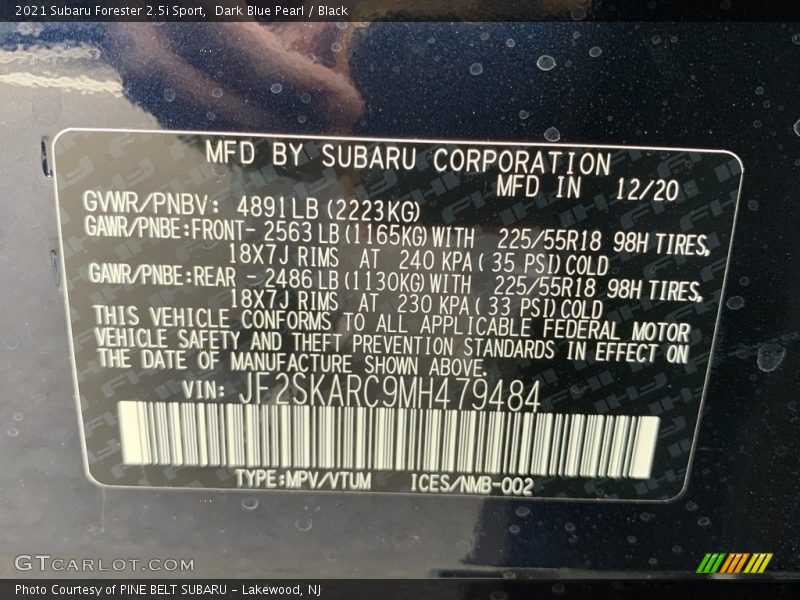 2021 Subaru Forester 2.5i Sport,  Dark Blue Pearl / Black
MFD BY SUBARU CORPORATION
MFD IN 12/20
GVWR/PNBV: 4891LB(2223KG)
GAWR/PNBE:FRONT- 2563LB(1165KG)WITH 225/55R18 98H TIRES,
18X7J RIMS AT 240 KPA( 35 PSI)COLD
GAWR/PNBE:REAR - 2486LB(1130KG)WITH 225/55R18 98H TIRES,
18X7J RIMS AT 230 KPA( 33 PSI)COLD
THIS VEHICLE CONFORMS TO ALL APPLICABLE FEDERAL MOTOR
VEHICLE SAFETY AND THEFT PREVENTION STANDARDS IN EFFECT ON
THE DATE OF MANUFACTURE SHOWN ABOVE.
VIN: JF2SKARC9MH479484
TYPE:MPV/VTUM ICES/NMB-002
GTCARLOT.COM
Photo Courtesy of PINE BELT SUBARU - Lakewood, NJ